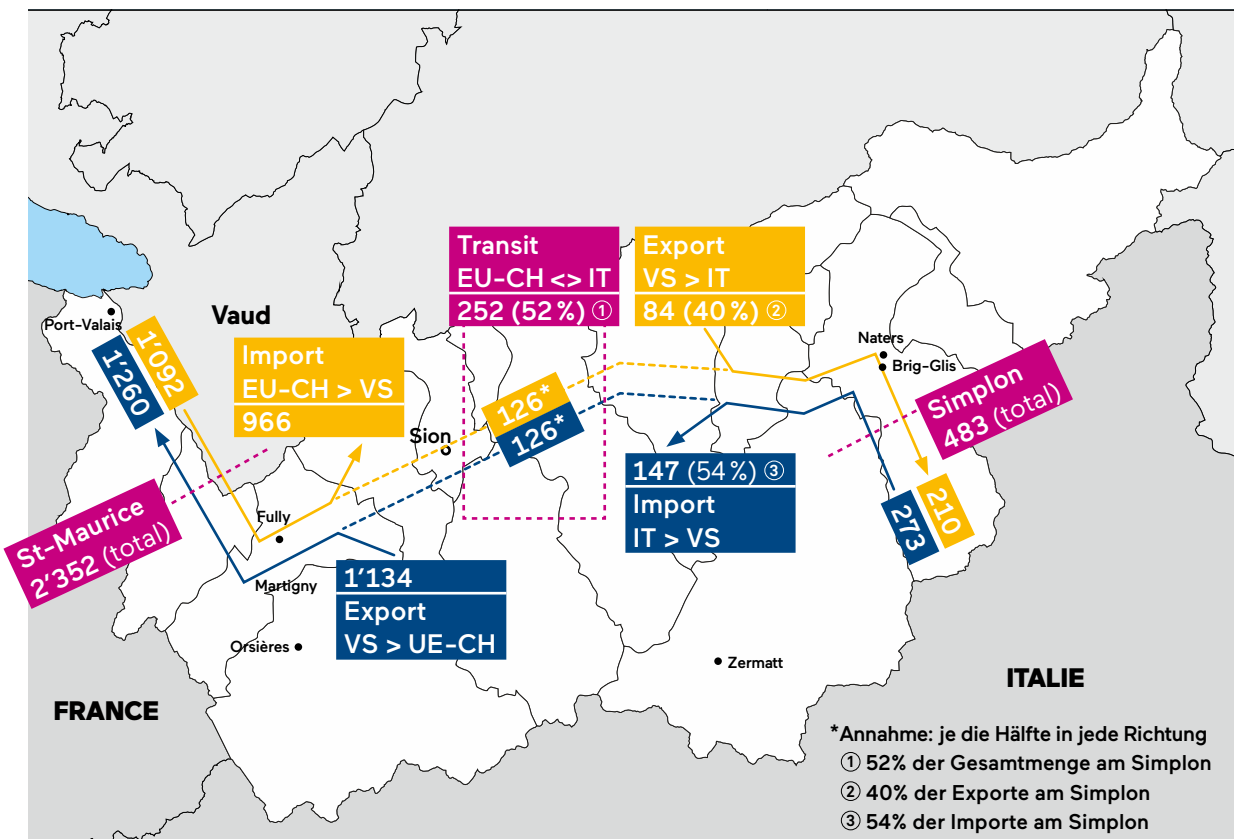 Transit
EU-CH <> IT
252 (52 %) ①
Export
VS > IT
84 (40 %) ②
Port-Valais
Vaud
1’092
1’260
Import
EU-CH > VS
966
Naters
Brig-Glis
Simplon
483 (total)
126*
126*
Sion
147 (54 %) ③
Import
IT > VS
210
273
St-Maurice
2’352 (total)
Fully
Martigny
1’134
Export
VS > UE-CH
Orsières
Zermatt
FRANCE
ITALIE
*Annahme: je die Hälfte in jede Richtung
① 52% der Gesamtmenge am Simplon
② 40% der Exporte am Simplon
③ 54% der Importe am Simplon